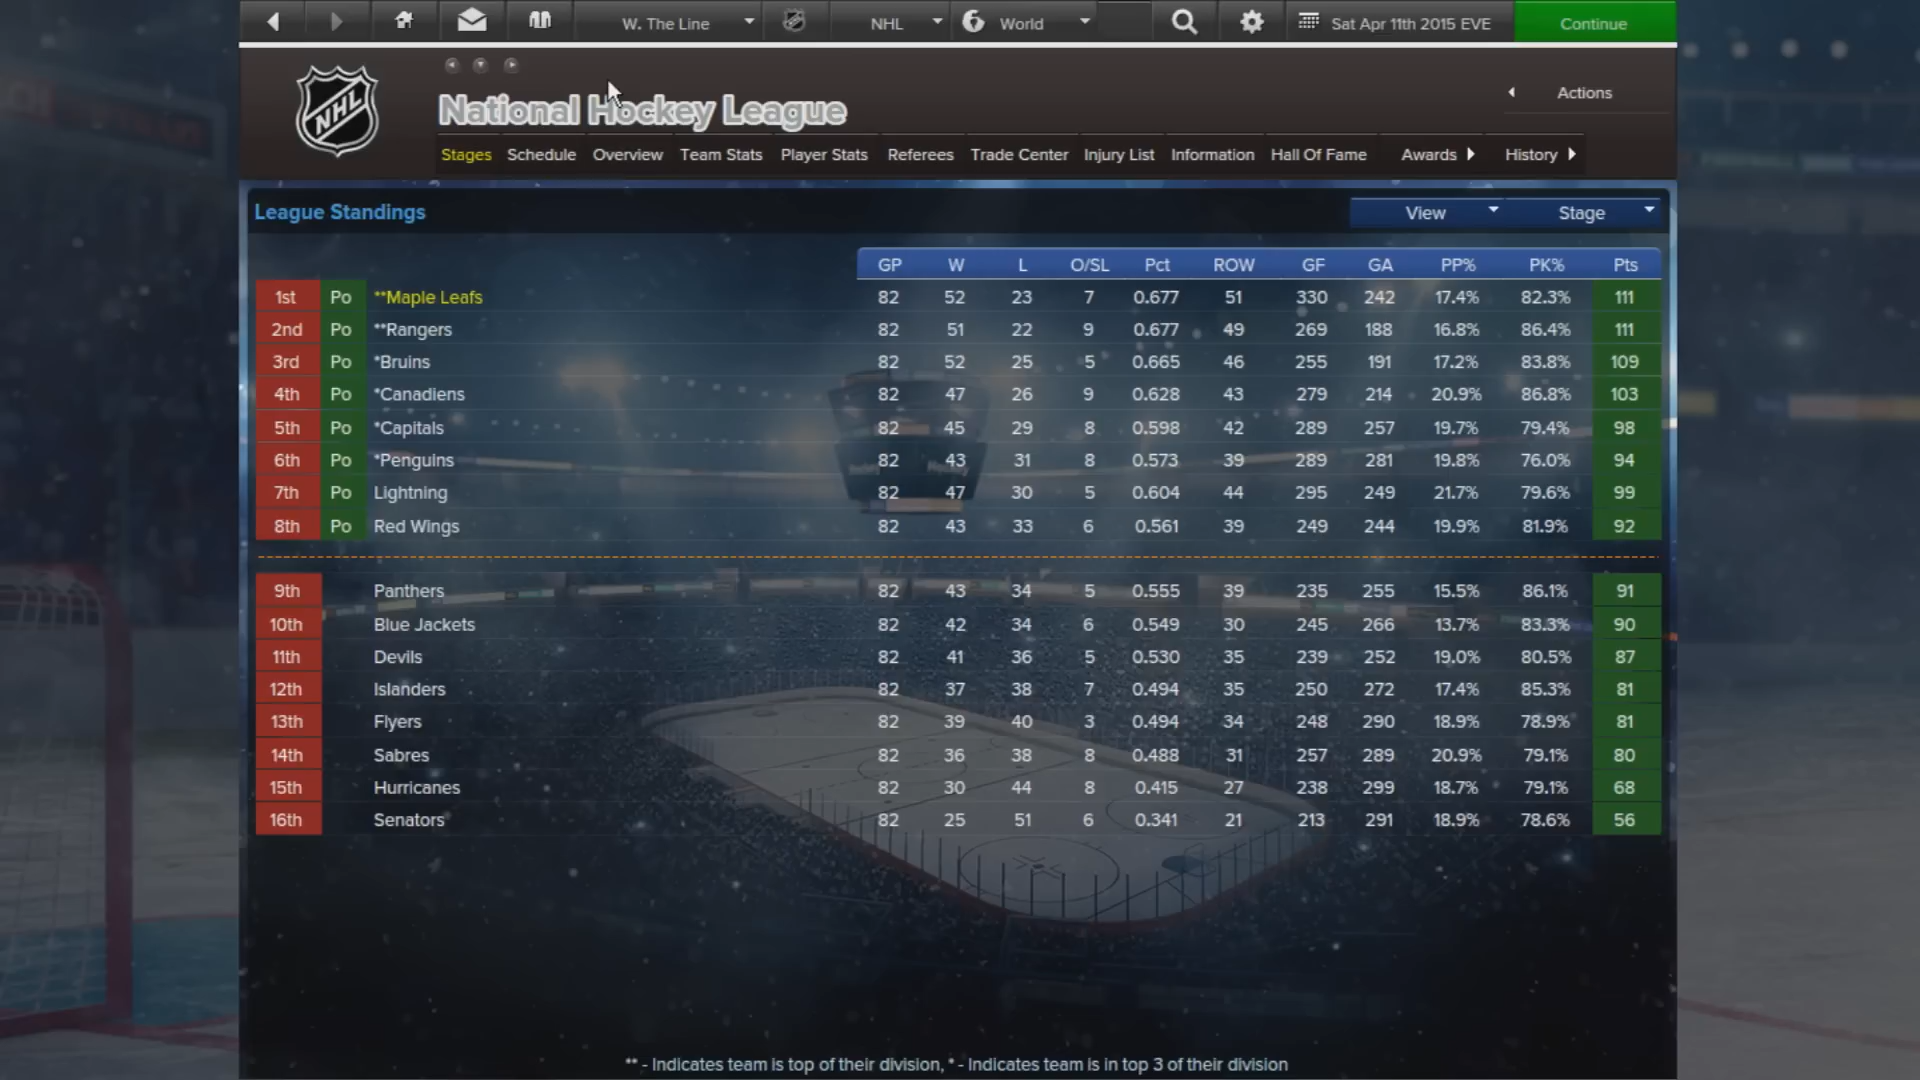 W. The Line NHL World Sat Apr 11th 2015 EVE Continue
NHL
National Hockey League
Actions
Stages Schedule Overview Team Stats Player Stats Referees Trade Center Injury List Information Hall Of Fame Awards History
League Standings View Stage
GP W L O/SL Pct ROW GF GA PP% PK% Pts
1st Po **Maple Leafs 82 52 23 7 0.677 51 330 242 17.4% 82.3% 111
2nd Po **Rangers 82 51 22 9 0.677 49 269 188 16.8% 86.4% 111
3rd Po *Bruins 82 52 25 5 0.665 46 255 191 17.2% 83.8% 109
4th Po *Canadiens 82 47 26 9 0.628 43 279 214 20.9% 86.8% 103
5th Po *Capitals 82 45 29 8 0.598 42 289 257 19.7% 79.4% 98
6th Po *Penguins 82 43 31 8 0.573 39 289 281 19.8% 76.0% 94
7th Po Lightning 82 47 30 5 0.604 44 295 249 21.7% 79.6% 99
8th Po Red Wings 82 43 33 6 0.561 39 249 244 19.9% 81.9% 92
9th Panthers 82 43 34 5 0.555 39 235 255 15.5% 86.1% 91
10th Blue Jackets 82 42 34 6 0.549 30 245 266 13.7% 83.3% 90
11th Devils 82 41 36 5 0.530 35 239 252 19.0% 80.5% 87
12th Islanders 82 37 38 7 0.494 35 250 272 17.4% 85.3% 81
13th Flyers 82 39 40 3 0.494 34 248 290 18.9% 78.9% 81
14th Sabres 82 36 38 8 0.488 31 257 289 20.9% 79.1% 80
15th Hurricanes 82 30 44 8 0.415 27 238 299 18.7% 79.1% 68
16th Senators 82 25 51 6 0.341 21 213 291 18.9% 78.6% 56
** - Indicates team is top of their division, * - Indicates team is in top 3 of their division